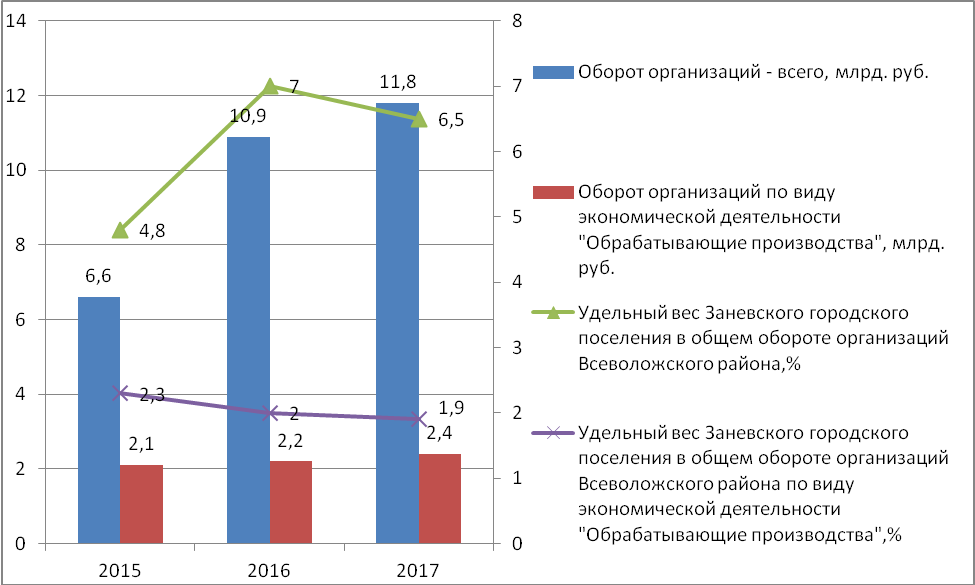 14
12
10
8
6
4
2
0
8
7
6
5
4
3
2
1
0
6,6
10,9
11,8
2,1
2,2
2,4
4,8
7
6,5
2,3
2
1,9
2015
2016
2017
Оборот организаций - всего, млрд. руб.
Оборот организаций по виду
экономической деятельности
"Обрабатывающие производства", млрд.
руб.
Удельный вес Заневского городского
поселения в общем обороте организаций
Всеволожского района,%
Удельный вес Заневского городского
поселения в общем обороте организаций
Всеволожского района по виду
экономической деятельности
"Обрабатывающие производства",%